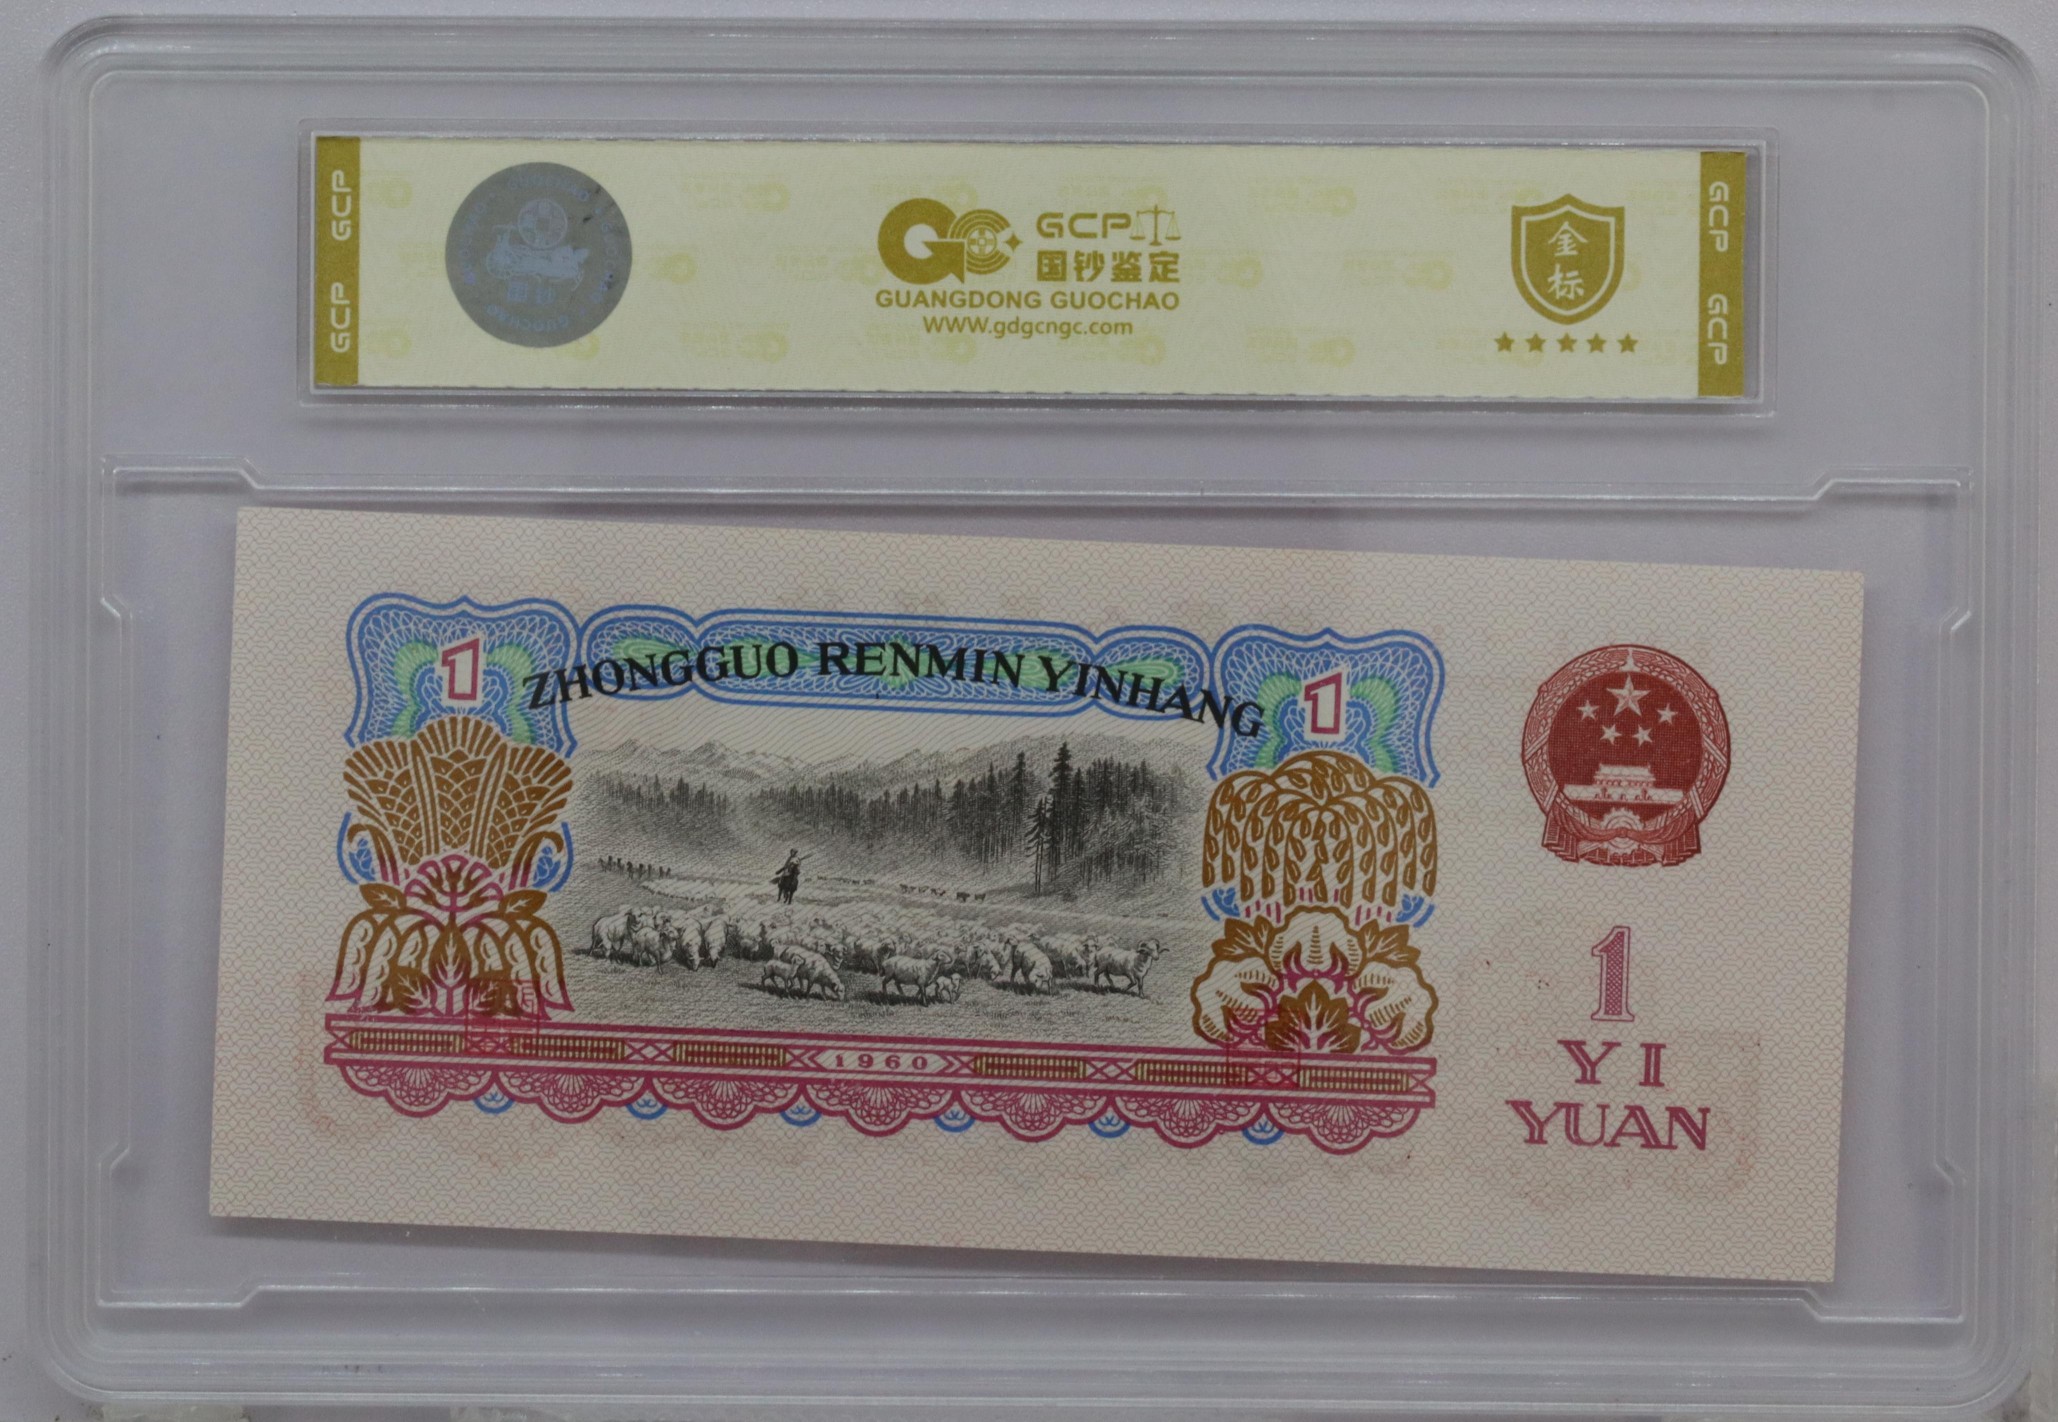 GCP
GCP
GCP
国钞鉴定
GUANGDONG GUOCHAO
WWW.gdgcngc.com
金
标
GCP
GCP
1
ZHONGGUO RENMIN YINHANG
1
1960
1
YI
YUAN